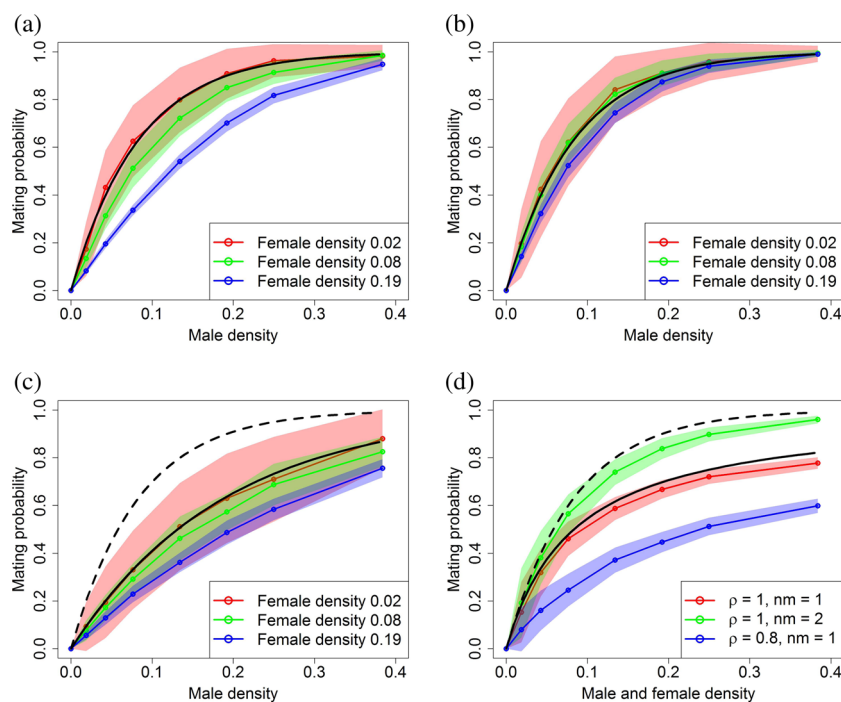 (a)
Mating probability
0.0 0.2 0.4 0.6 0.8 1.0
Female density 0.02
Female density 0.08
Female density 0.19
0.0 0.1 0.2 0.3 0.4
Male density
(b)
Mating probability
0.0 0.2 0.4 0.6 0.8 1.0
Female density 0.02
Female density 0.08
Female density 0.19
0.0 0.1 0.2 0.3 0.4
Male density
(c)
Mating probability
0.0 0.2 0.4 0.6 0.8 1.0
Female density 0.02
Female density 0.08
Female density 0.19
0.0 0.1 0.2 0.3 0.4
Male density
(d)
Mating probability
0.0 0.2 0.4 0.6 0.8 1.0
ρ = 1, nm = 1
ρ = 1, nm = 2
ρ = 0.8, nm = 1
0.0 0.1 0.2 0.3 0.4
Male and female density